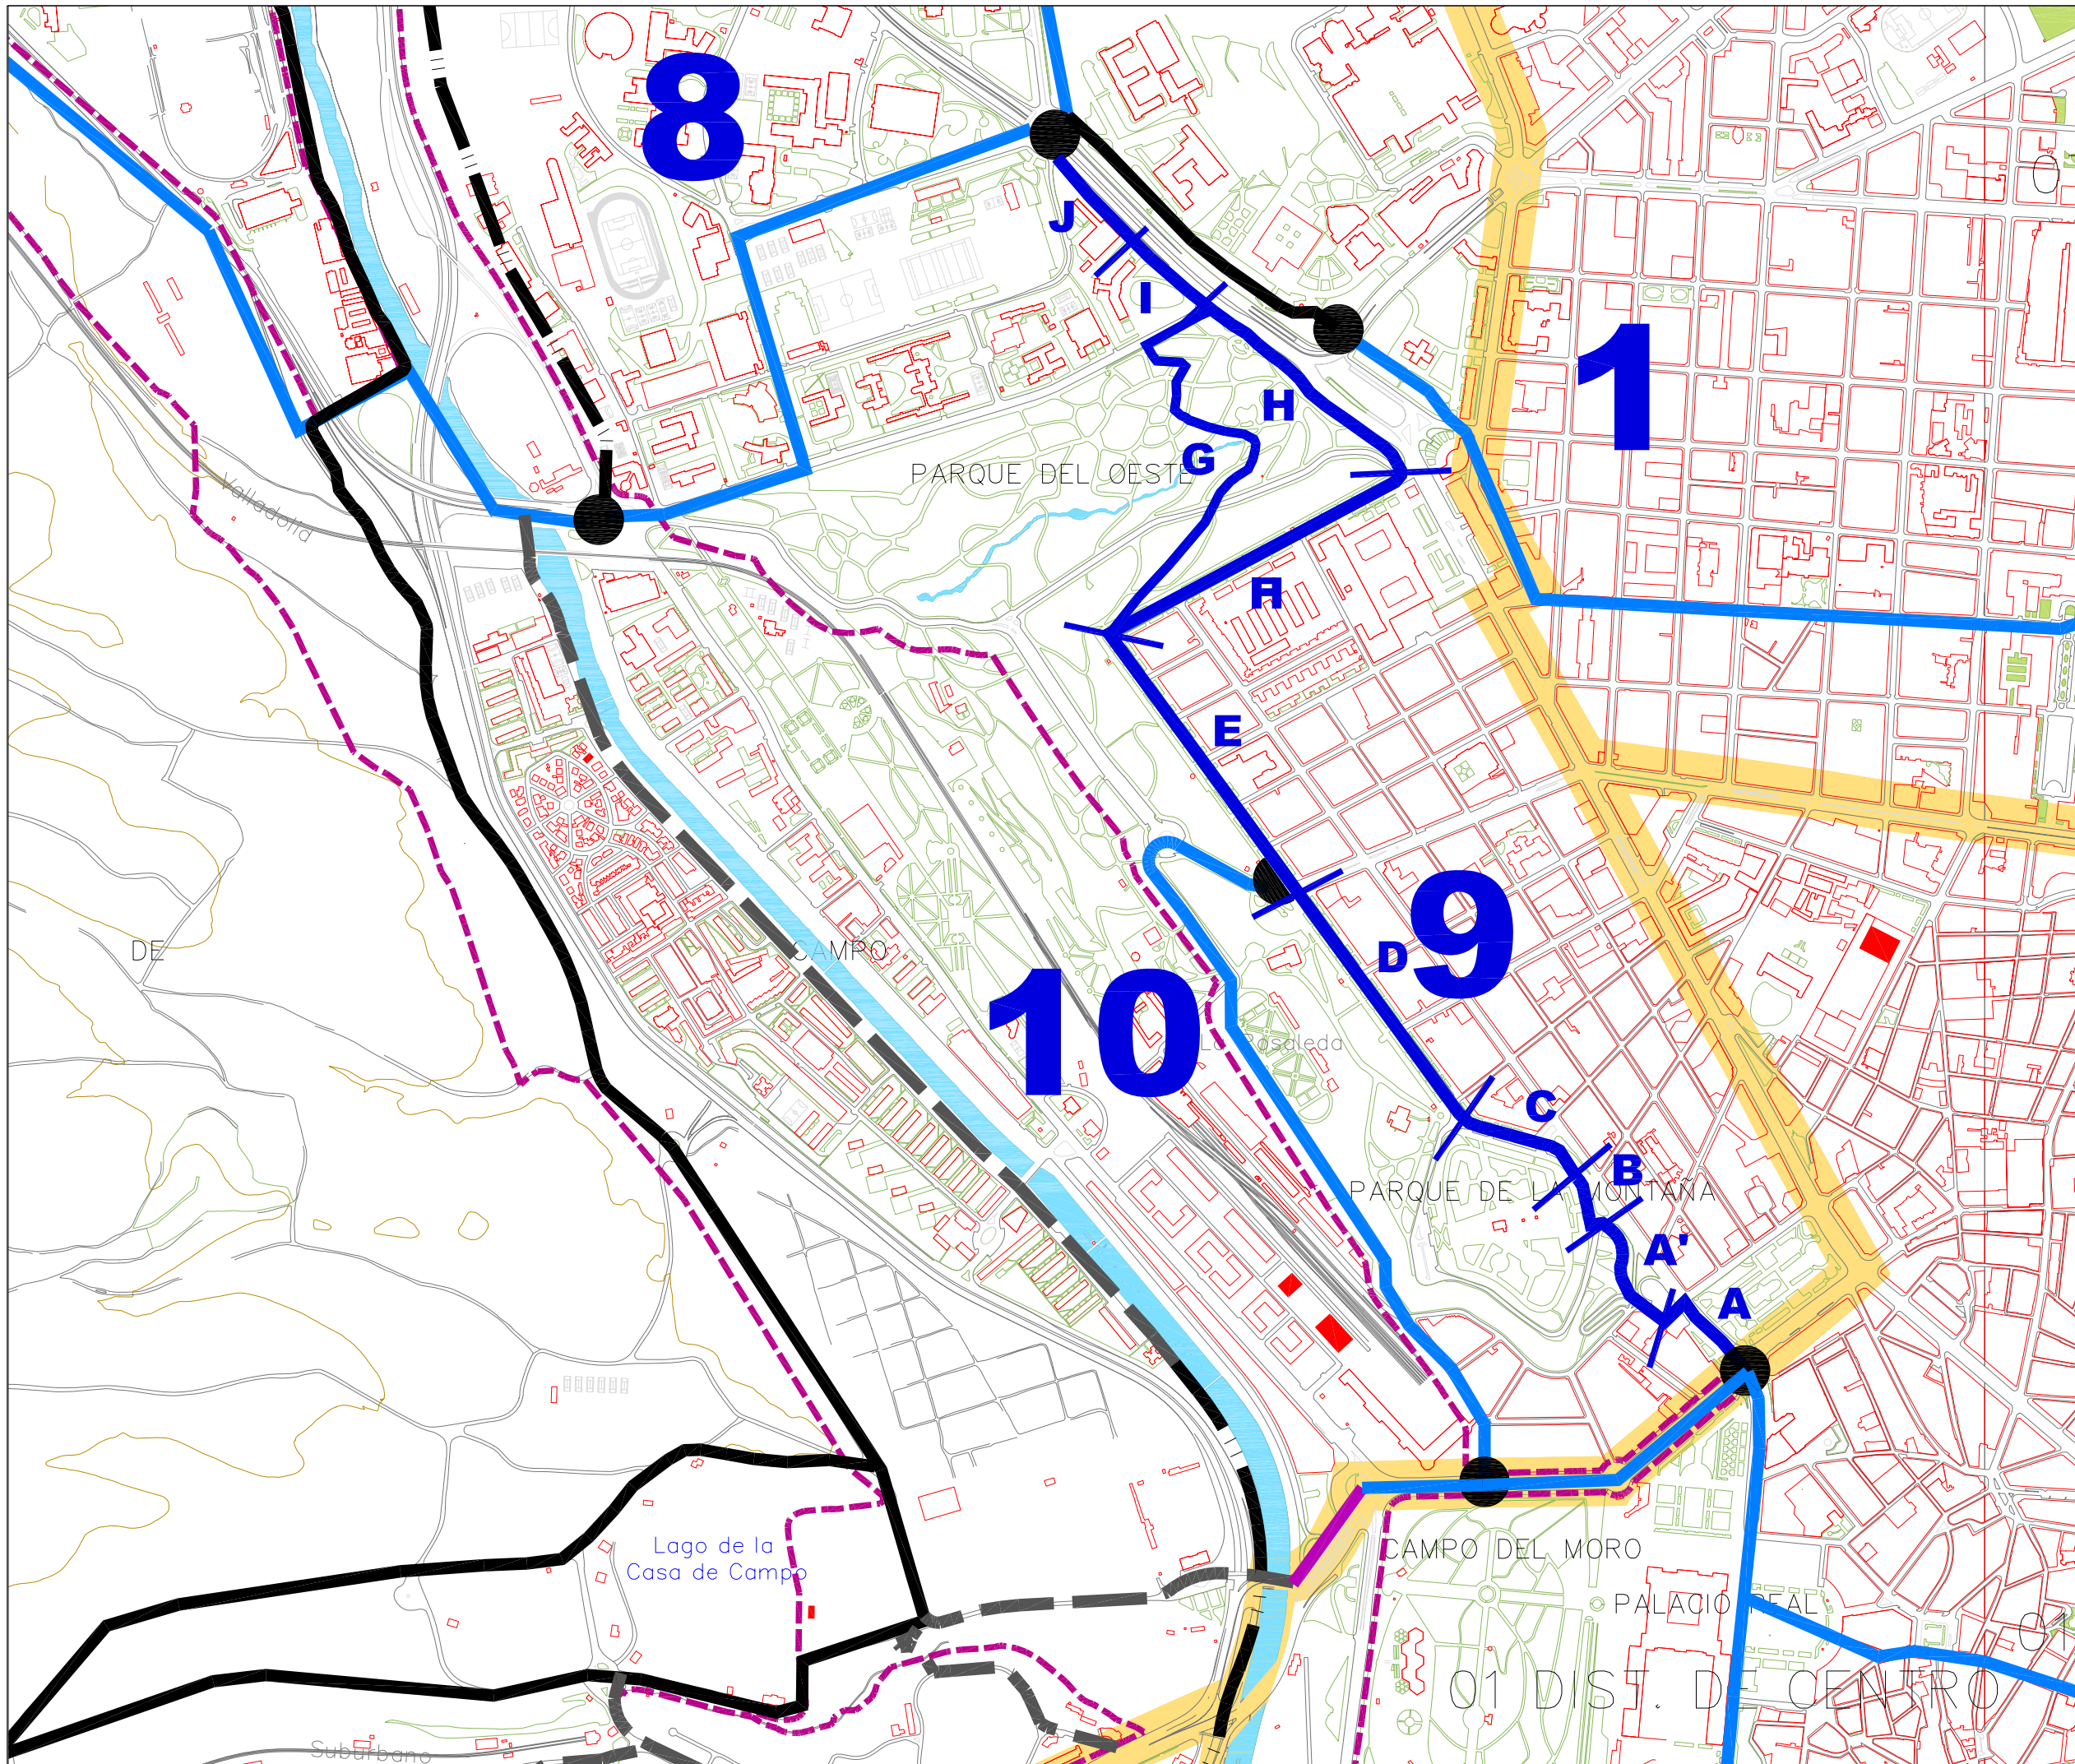 8
O
J
I
1
H
PARQUE DEL OESTE
G
Valladolid
F
E
9
D
DE
CAMPO
10
La Rosaleda
C
B
PARQUE DE LA MONTAÑA
A'
A
Lago de la
Casa de Campo
CAMPO DEL MORO
PALACIO REAL
01
01 DIST. DE CENTRO
Suburbano